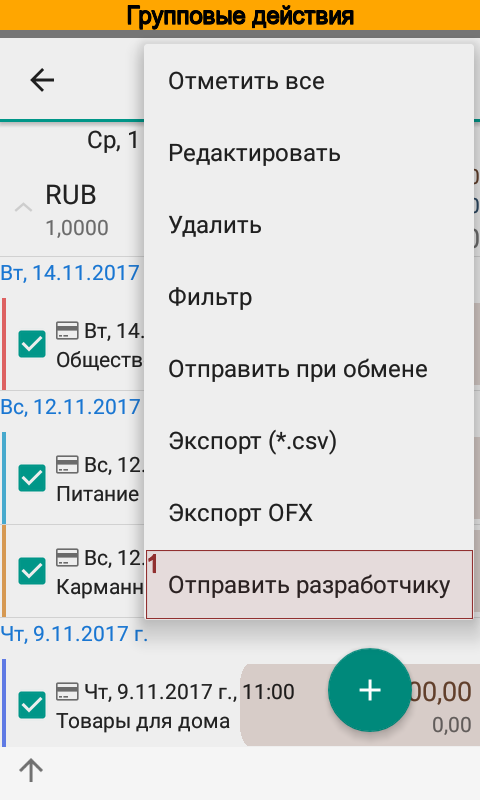 Групповые действия
Отметить все
Ср, 1
Редактировать
RUB
1,0000
Удалить
Вт, 14.11.2017
Фильтр
Вт, 14.
Обществ
Отправить при обмене
Вс, 12.11.2017
Экспорт (*.csv)
Вс, 12.
Питание
Экспорт OFX
Вс, 12.
Карманн
1
Отправить разработчику
Чт, 9.11.2017 г.
Чт, 9.11.2017 г., 11:00
00,00
Товары для дома
0,00